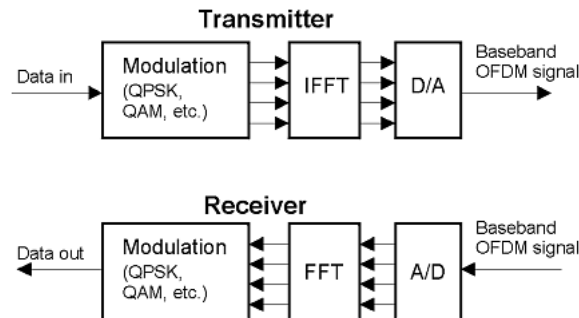 Transmitter
Data in
Modulation
(QPSK,
QAM, etc.)
IFFT
D/A
Baseband
OFDM signal
Receiver
Data out
Modulation
(QPSK,
QAM, etc.)
FFT
A/D
Baseband
OFDM signal